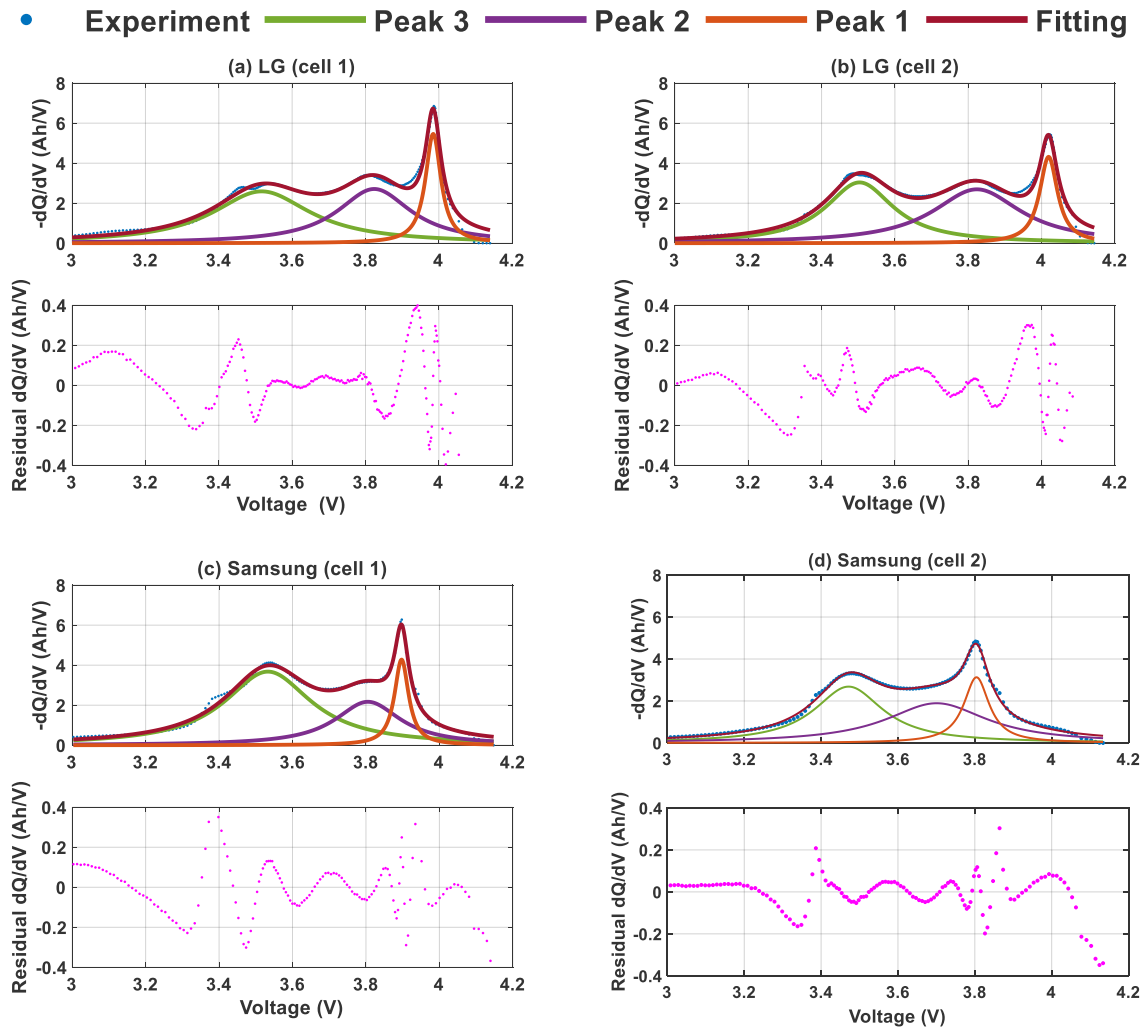 Experiment Peak 3 Peak 2 Peak 1 Fitting
(a) LG (cell 1)
-dQ/dV (Ah/V)
8
6
4
2
0
3 3.2 3.4 3.6 3.8 4 4.2
Residual dQ/dV (Ah/V)
0.4
0.2
0
-0.2
-0.4
3 3.2 3.4 3.6 3.8 4 4.2
Voltage (V)
(b) LG (cell 2)
-dQ/dV (Ah/V)
8
6
4
2
0
3 3.2 3.4 3.6 3.8 4 4.2
Residual dQ/dV (Ah/V)
0.4
0.2
0
-0.2
-0.4
3 3.2 3.4 3.6 3.8 4 4.2
Voltage (V)
(c) Samsung (cell 1)
-dQ/dV (Ah/V)
8
6
4
2
0
3 3.2 3.4 3.6 3.8 4 4.2
Residual dQ/dV (Ah/V)
0.4
0.2
0
-0.2
-0.4
3 3.2 3.4 3.6 3.8 4 4.2
Voltage (V)
(d) Samsung (cell 2)
-dQ/dV (Ah/V)
8
6
4
2
0
3 3.2 3.4 3.6 3.8 4 4.2
Residual dQ/dV (Ah/V)
0.4
0.2
0
-0.2
-0.4
3 3.2 3.4 3.6 3.8 4 4.2
Voltage (V)